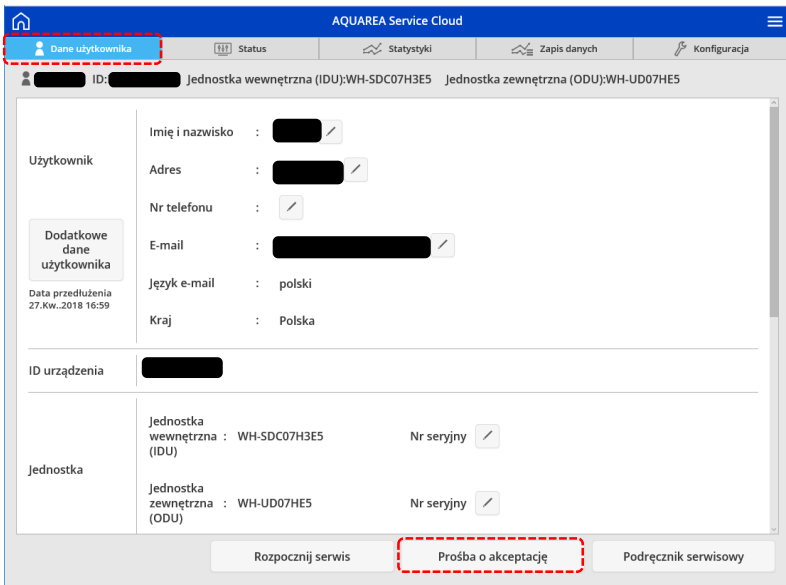 AQUAREA Service Cloud
Dane użytkownika Status Statystyki Zapis danych Konfiguracja
ID: Jednostka wewnętrzna (IDU):WH-SDC07H3E5 Jednostka zewnętrzna (ODU):WH-UD07HE5
Użytkownik
Dodatkowe
dane
użytkownika
Data przedłużenia
27.Kw..2018 16:59
Imię i nazwisko :
Adres :
Nr telefonu :
E-mail :
Język e-mail : polski
Kraj : Polska
ID urządzenia
Jednostka
Jednostka
wewnętrzna : WH-SDC07H3E5 Nr seryjny
(IDU)
Jednostka
zewnętrzna : WH-UD07HE5 Nr seryjny
(ODU)
Rozpocznij serwis Prośba o akceptację Podręcznik serwisowy